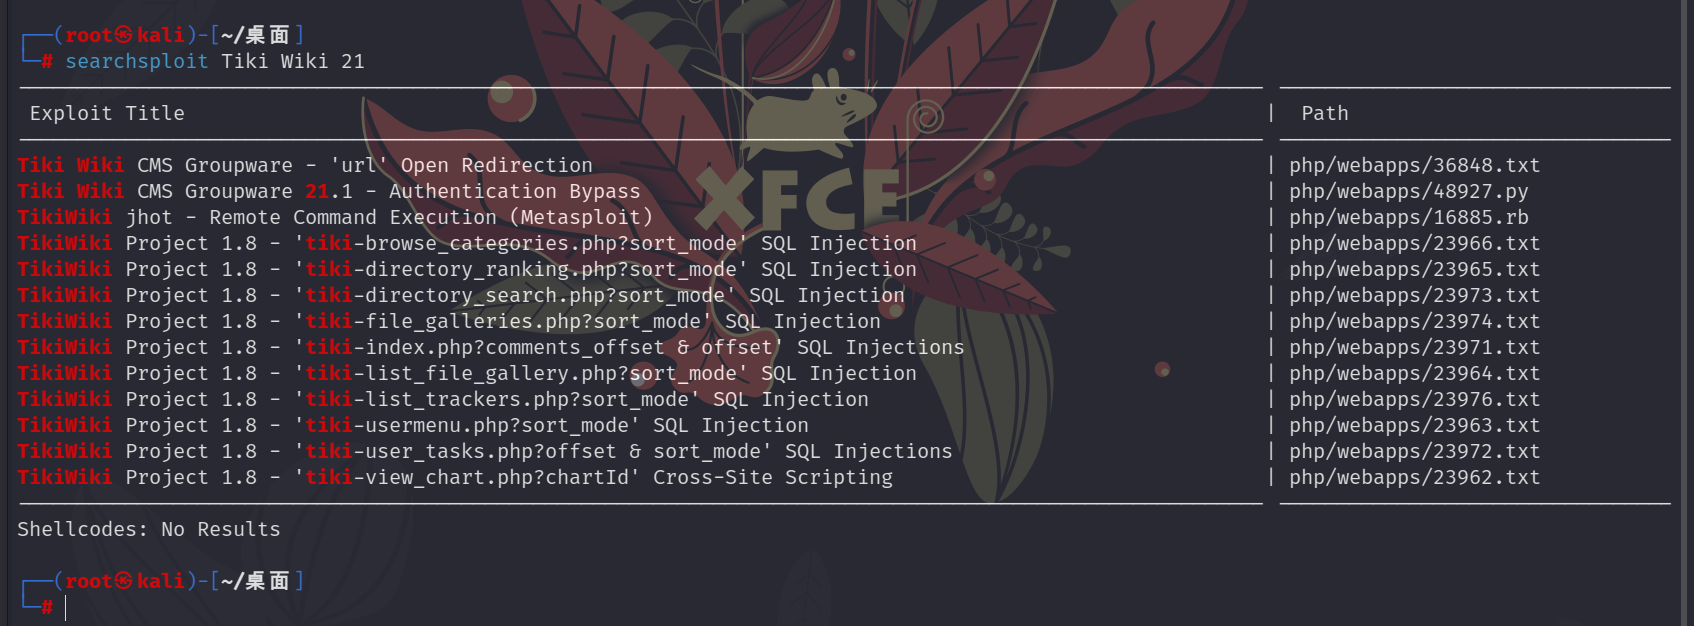 ┌──(root㉿kali)-[~/桌面]
└─# searchsploit Tiki Wiki 21
Exploit Title | Path
Tiki Wiki CMS Groupware - 'url' Open Redirection | php/webapps/36848.txt
Tiki Wiki CMS Groupware 21.1 - Authentication Bypass | php/webapps/48927.py
TikiWiki jhot - Remote Command Execution (Metasploit) | php/webapps/16885.rb
TikiWiki Project 1.8 - 'tiki-browse_categories.php?sort_mode' SQL Injection | php/webapps/23966.txt
TikiWiki Project 1.8 - 'tiki-directory_ranking.php?sort_mode' SQL Injection | php/webapps/23965.txt
TikiWiki Project 1.8 - 'tiki-directory_search.php?sort_mode' SQL Injection | php/webapps/23973.txt
TikiWiki Project 1.8 - 'tiki-file_galleries.php?sort_mode' SQL Injection | php/webapps/23974.txt
TikiWiki Project 1.8 - 'tiki-index.php?comments_offset & offset' SQL Injections | php/webapps/23971.txt
TikiWiki Project 1.8 - 'tiki-list_file_gallery.php?sort_mode' SQL Injection | php/webapps/23964.txt
TikiWiki Project 1.8 - 'tiki-list_trackers.php?sort_mode' SQL Injection | php/webapps/23976.txt
TikiWiki Project 1.8 - 'tiki-usermenu.php?sort_mode' SQL Injection | php/webapps/23963.txt
TikiWiki Project 1.8 - 'tiki-user_tasks.php?offset & sort_mode' SQL Injections | php/webapps/23972.txt
TikiWiki Project 1.8 - 'tiki-view_chart.php?chartId' Cross-Site Scripting | php/webapps/23962.txt
Shellcodes: No Results
┌──(root㉿kali)-[~/桌面]
└─#
XFCE